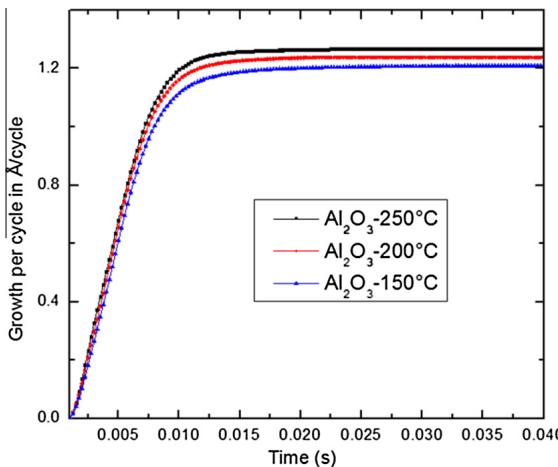 Growth per cycle in Å/cycle
1.2
0.8
0.4
0.0
Al₂O₃-250°C
Al₂O₃-200°C
Al₂O₃-150°C
0.005 0.010 0.015 0.020 0.025 0.030 0.035 0.040
Time (s)